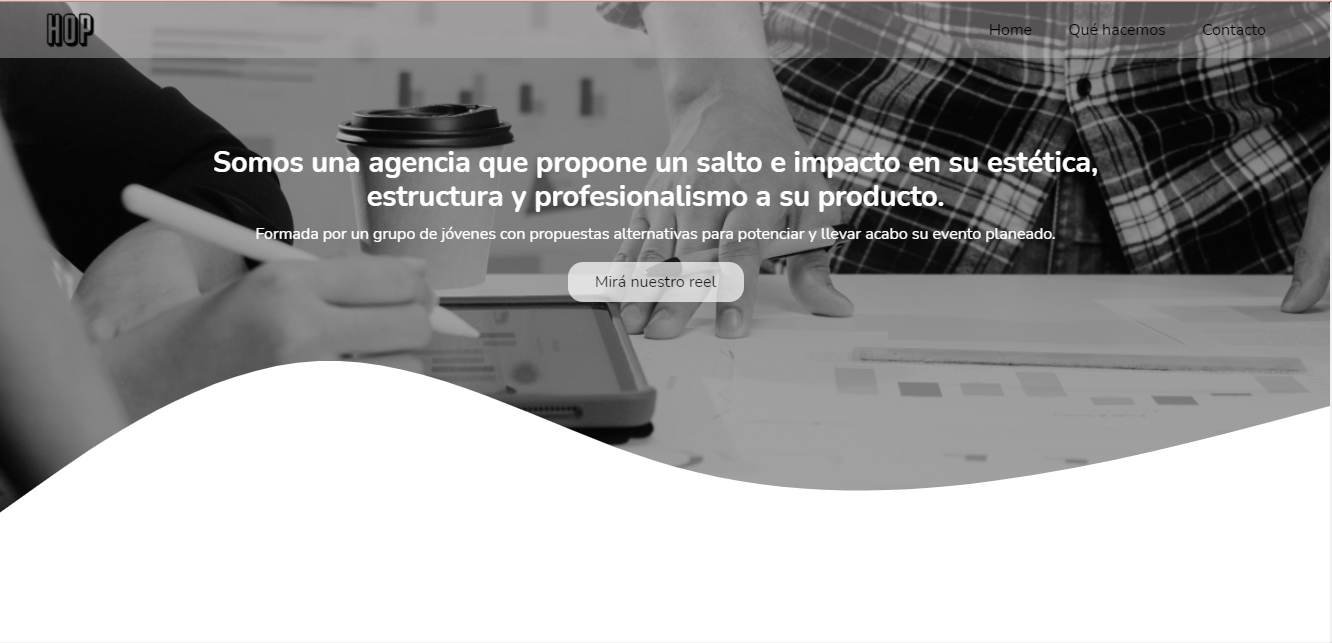 HOP
Home Qué hacemos Contacto
Somos una agencia que propone un salto e impacto en su estética,
estructura y profesionalismo a su producto.
Formada por un grupo de jóvenes con propuestas alternativas para potenciar y llevar acabo su evento planeado.
Mirá nuestro reel